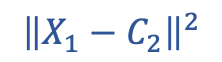 ‖X₁ − C₂‖²